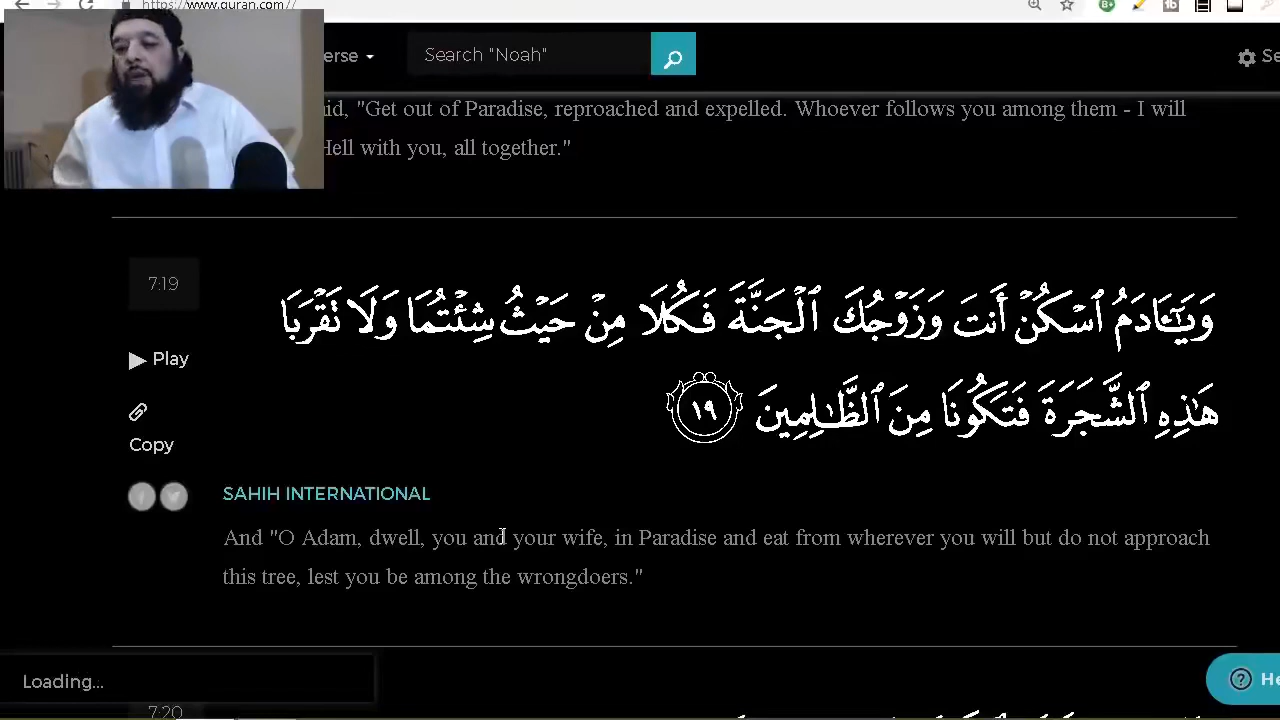 https://www.quran.com//
erse
Search "Noah"
Se
id, "Get out of Paradise, reproached and expelled. Whoever follows you among them - I will
Hell with you, all together."
7:19
وَيَـٰٓـَٔادَمُ ٱسْكُنْ أَنتَ وَزَوْجُكَ ٱلْجَنَّةَ فَكُلَا مِنْ حَيْثُ شِئْتُمَا وَلَا تَقْرَبَا
هَـٰذِهِ ٱلشَّجَرَةَ فَتَكُونَا مِنَ ٱلظَّـٰلِمِينَ ١٩
Play
Copy
SAHIH INTERNATIONAL
And "O Adam, dwell, you and your wife, in Paradise and eat from wherever you will but do not approach
this tree, lest you be among the wrongdoers."
Loading...
He
7:20